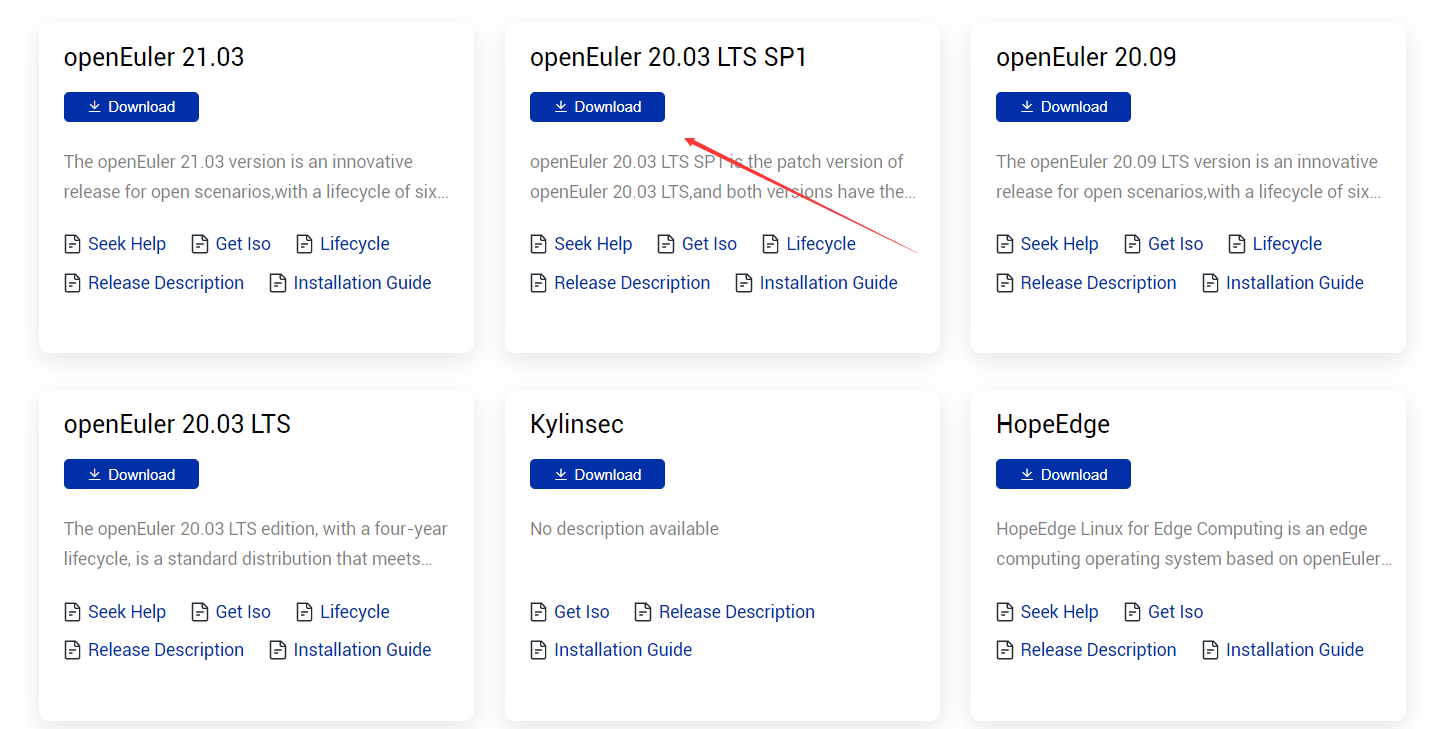 openEuler 21.03
Download
The openEuler 21.03 version is an innovative
release for open scenarios,with a lifecycle of six...
Seek Help Get Iso Lifecycle
Release Description Installation Guide
openEuler 20.03 LTS SP1
Download
openEuler 20.03 LTS SP1 is the patch version of
openEuler 20.03 LTS,and both versions have the...
Seek Help Get Iso Lifecycle
Release Description Installation Guide
openEuler 20.09
Download
The openEuler 20.09 LTS version is an innovative
release for open scenarios,with a lifecycle of six...
Seek Help Get Iso Lifecycle
Release Description Installation Guide
openEuler 20.03 LTS
Download
The openEuler 20.03 LTS edition, with a four-year
lifecycle, is a standard distribution that meets...
Seek Help Get Iso Lifecycle
Release Description Installation Guide
Kylinsec
Download
No description available
Get Iso Release Description
Installation Guide
HopeEdge
Download
HopeEdge Linux for Edge Computing is an edge
computing operating system based on openEuler...
Seek Help Get Iso
Release Description Installation Guide